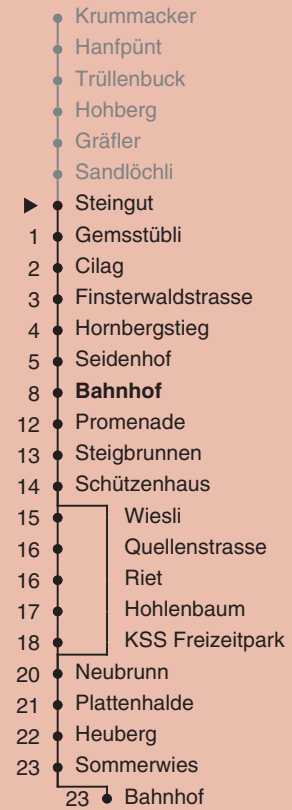 Krummacker
Hanfpünt
Trüllenbuck
Hohberg
Gräfler
Sandlöchli
Steingut
1 Gemsstübli
2 Cilag
3 Finsterwaldstrasse
4 Hornbergstieg
5 Seidenhof
8 Bahnhof
12 Promenade
13 Steigbrunnen
14 Schützenhaus
15 Wiesli
16 Quellenstrasse
16 Riet
17 Hohlenbaum
18 KSS Freizeitpark
20 Neubrunn
21 Plattenhalde
22 Heuberg
23 Sommerwies
23 Bahnhof